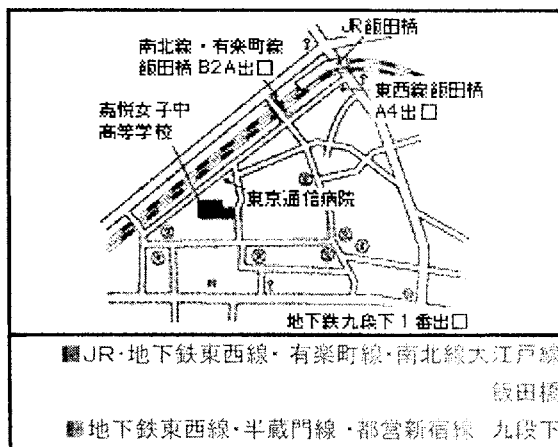 JR飯田橋
南北線・有楽町線
飯田橋 B2A出口
東西線飯田橋
A4出口
嘉悦女子中
高等学校
東京逓信病院
地下鉄九段下1番出口
■JR・地下鉄東西線・有楽町線・南北線大江戸線
飯田橋
■地下鉄東西線・半蔵門線・都営新宿線 九段下